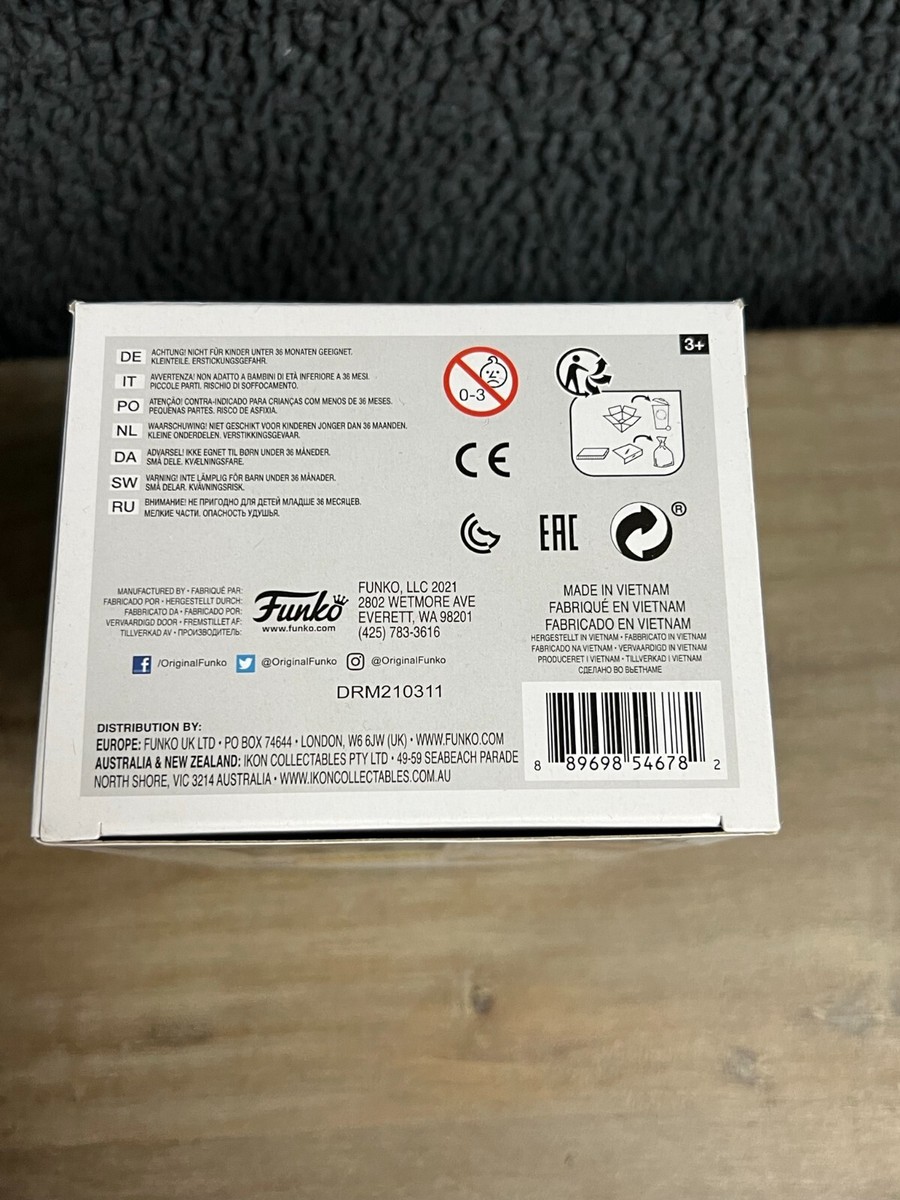 3+
DE ACHTUNG! NICHT FÜR KINDER UNTER 36 MONATEN GEEIGNET.
KLEINTEILE. ERSTICKUNGSGEFAHR.
IT AVVERTENZA! NON ADATTO A BAMBINI DI ETÀ INFERIORE A 36 MESI.
PICCOLE PARTI. RISCHIO DI SOFFOCAMENTO.
PO ATENÇÃO! CONTRA-INDICADO PARA CRIANÇAS COM MENOS DE 36 MESES.
PEQUENAS PARTES. RISCO DE ASFIXIA.
NL WAARSCHUWING! NIET GESCHIKT VOOR KINDEREN JONGER DAN 36 MAANDEN.
KLEINE ONDERDELEN. VERSTIKKINGSGEVAAR.
DA ADVARSEL! IKKE EGNET TIL BØRN UNDER 36 MÅNEDER.
SMÅ DELE. KVÆLNINGSFARE.
SW VARNING! INTE LÄMPLIG FÖR BARN UNDER 36 MÅNADER.
SMÅ DELAR. KVÄVNINGSRISK.
RU ВНИМАНИЕ! НЕ ПРИГОДНО ДЛЯ ДЕТЕЙ МЛАДШЕ 36 МЕСЯЦЕВ.
МЕЛКИЕ ЧАСТИ. ОПАСНОСТЬ УДУШЬЯ.
0-3
CE
EAC
®
MANUFACTURED BY • FABRIQUÉ PAR:
FABRICADO POR • HERGESTELLT DURCH:
FABBRICATO DA • FABRICADO POR:
VERVAARDIGD DOOR • FREMSTILLET AF:
TILLVERKAD AV • ПРОИЗВОДИТЕЛЬ:
Funko
www.funko.com
FUNKO, LLC 2021
2802 WETMORE AVE
EVERETT, WA 98201
(425) 783-3616
MADE IN VIETNAM
FABRIQUÉ EN VIETNAM
FABRICADO EN VIETNAM
HERGESTELLT IN VIETNAM • FABBRICATO IN VIETNAM
FABRICADO NA VIETNAM • VERVAARDIGD IN VIETNAM
PRODUCERET I VIETNAM • TILLVERKAD I VIETNAM
СДЕЛАНО ВО ВЬЕТНАМЕ
f /OriginalFunko @OriginalFunko @OriginalFunko
DRM210311
DISTRIBUTION BY:
EUROPE: FUNKO UK LTD • PO BOX 74644 • LONDON, W6 6JW (UK) • WWW.FUNKO.COM
AUSTRALIA & NEW ZEALAND: IKON COLLECTABLES PTY LTD • 49-59 SEABEACH PARADE
NORTH SHORE, VIC 3214 AUSTRALIA • WWW.IKONCOLLECTABLES.COM.AU
8 89698 54678 2